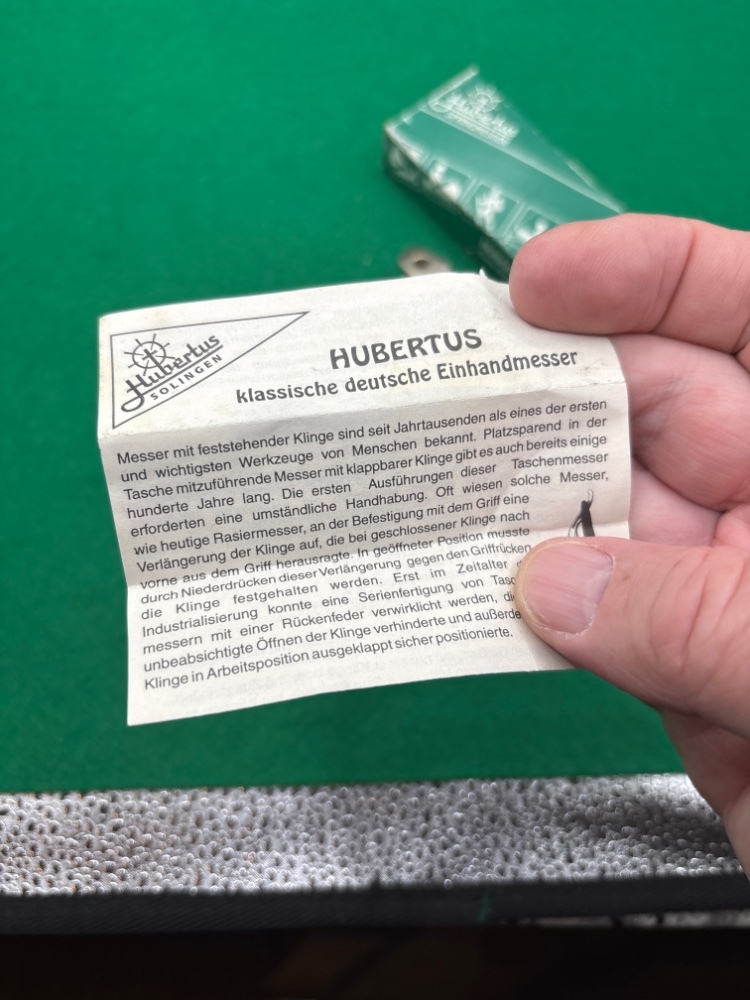 Hubertus
SOLINGEN
HUBERTUS
klassische deutsche Einhandmesser
Messer mit feststehender Klinge sind seit Jahrtausenden als eines der ersten
und wichtigsten Werkzeuge von Menschen bekannt. Platzsparend in der
Tasche mitzuführende Messer mit klappbarer Klinge gibt es auch bereits einige
hunderte Jahre lang. Die ersten Ausführungen dieser Taschenmesser
erforderten eine umständliche Handhabung. Oft wiesen solche Messer,
wie heutige Rasiermesser, an der Befestigung mit dem Griff eine
Verlängerung der Klinge auf, die bei geschlossener Klinge nach
vorne aus dem Griff herausragte. In geöffneter Position musste
durch Niederdrücken dieser Verlängerung gegen den Griffrücken
die Klinge festgehalten werden. Erst im Zeitalter
Industrialisierung konnte eine Serienfertigung von Tasc
messern mit einer Rückenfeder verwirklicht werden, di
unbeabsichtigte Öffnen der Klinge verhinderte und außerde
Klinge in Arbeitsposition ausgeklappt sicher positionierte.